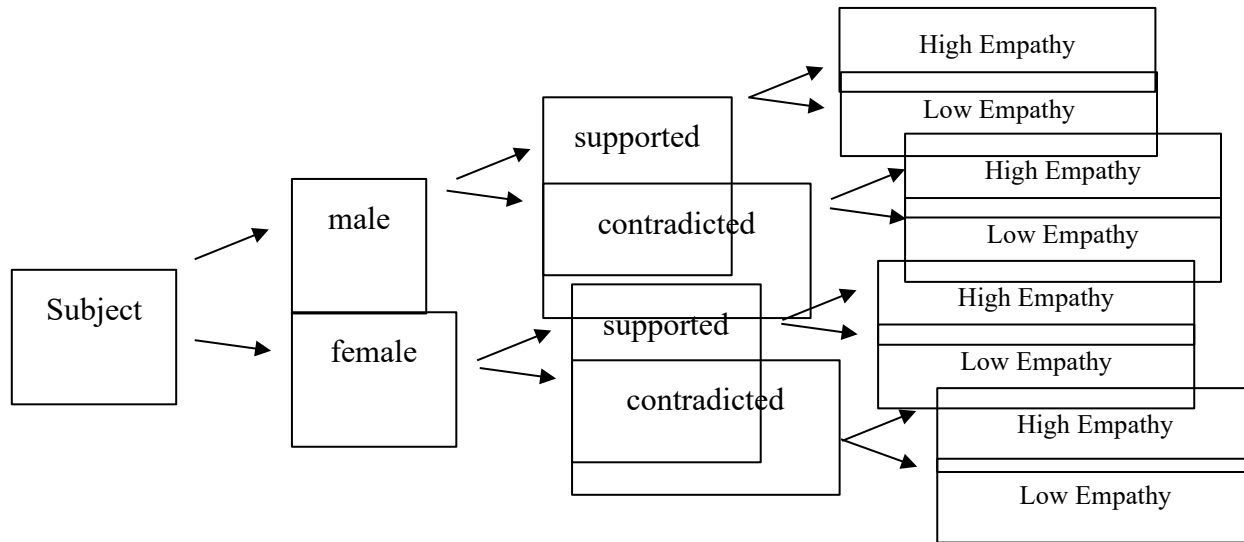 High Empathy
Low Empathy
supported
High Empathy
male
contradicted
Low Empathy
Subject
High Empathy
supported
female
Low Empathy
contradicted
High Empathy
Low Empathy